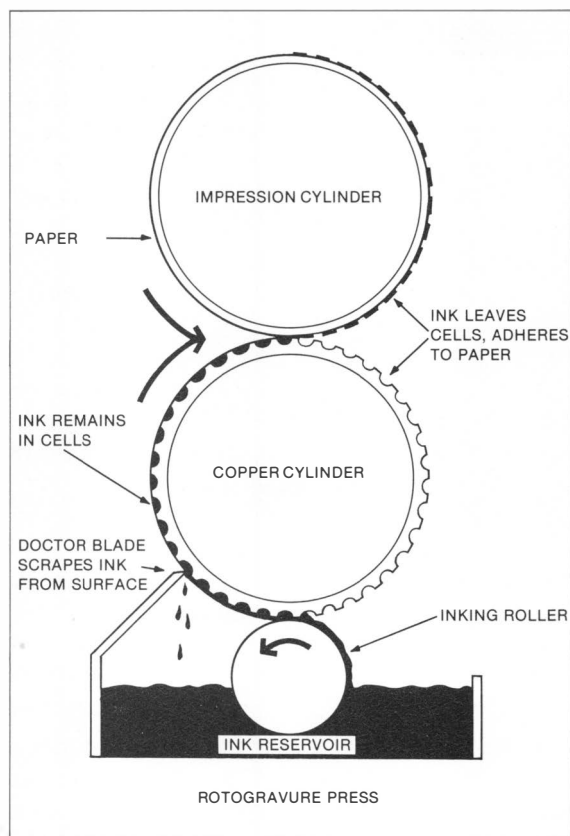 IMPRESSION CYLINDER
PAPER
INK LEAVES
CELLS, ADHERES
TO PAPER
INK REMAINS
IN CELLS
COPPER CYLINDER
DOCTOR BLADE
SCRAPES INK
FROM SURFACE
INKING ROLLER
INK RESERVOIR
ROTOGRAVURE PRESS